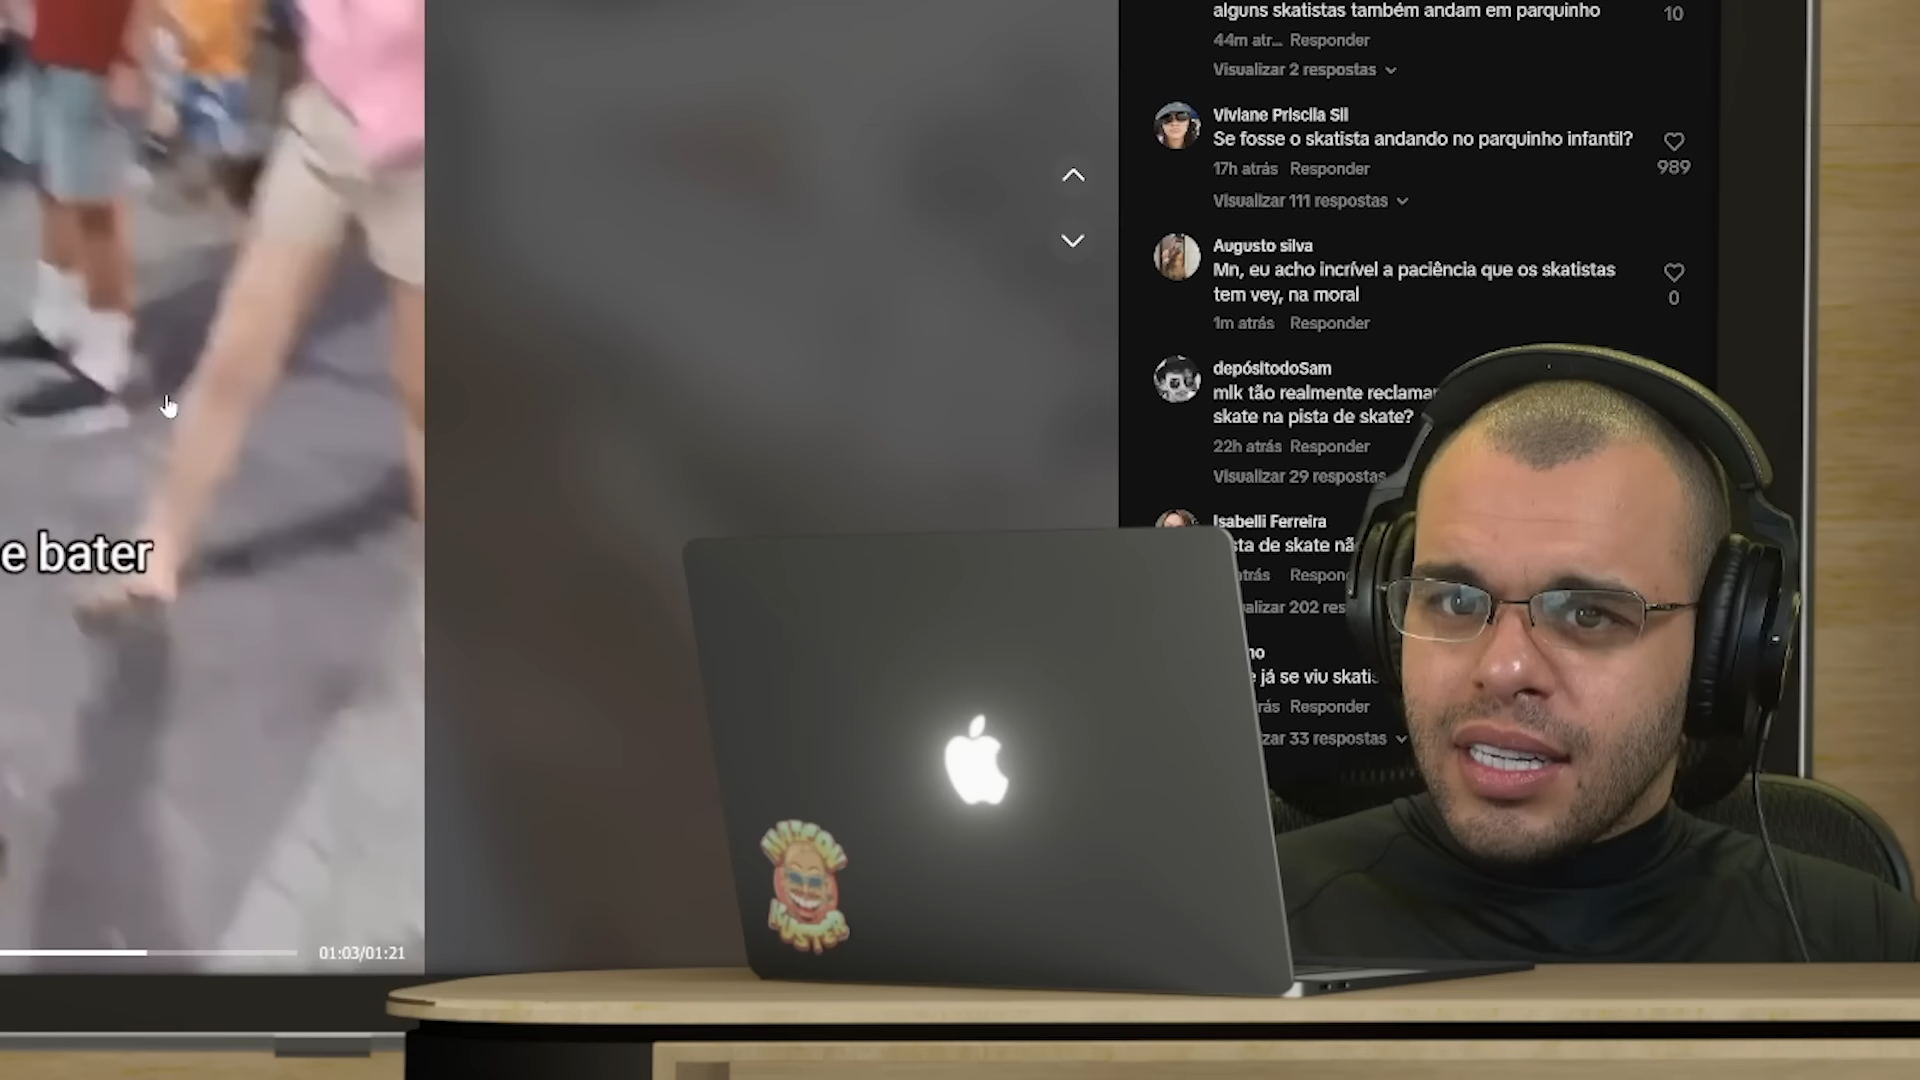 alguns skatistas também andam em parquinho
10
44m atr... Responder
Visualizar 2 respostas
Viviane Priscila Sil
Se fosse o skatista andando no parquinho infantil?
989
17h atrás Responder
Visualizar 111 respostas
Augusto silva
Mn, eu acho incrível a paciência que os skatistas
tem vey, na moral
0
1m atrás Responder
depósitodoSam
mlk tão realmente reclamar
skate na pista de skate?
22h atrás Responder
Visualizar 29 respostas
Isabelli Ferreira
sta de skate nã
atrás Respon
alizar 202 res
ho
e já se viu skatis
rás Responder
zar 33 respostas
e bater
01:03/01:21